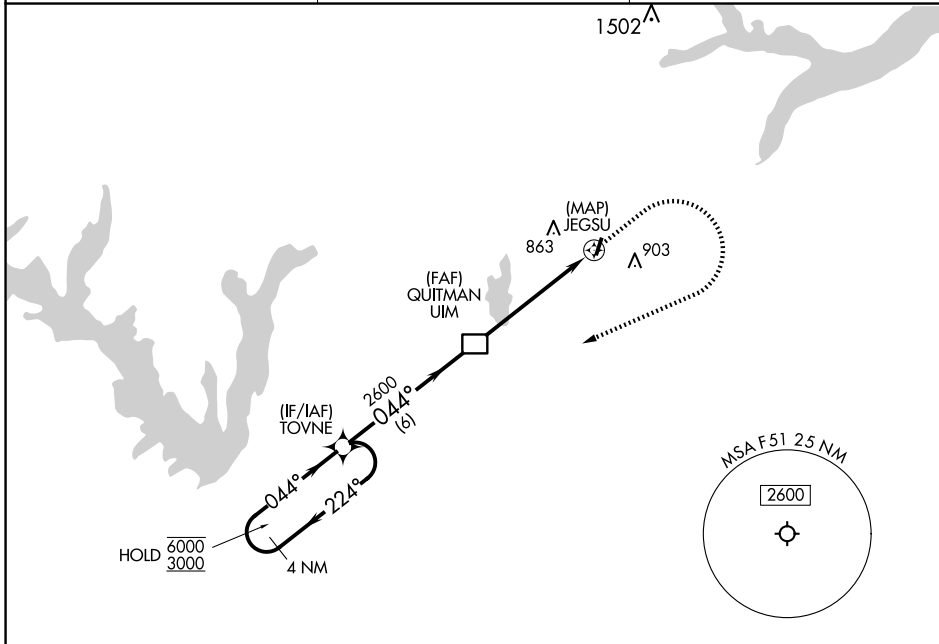 1502
(MAP)
JEGSU
863
903
(FAF)
QUITMAN
UIM
2600
044°
(6)
(IF/IAF)
TOVNE
044°
224°
HOLD 6000
3000
4 NM
MSA F51 25 NM
2600